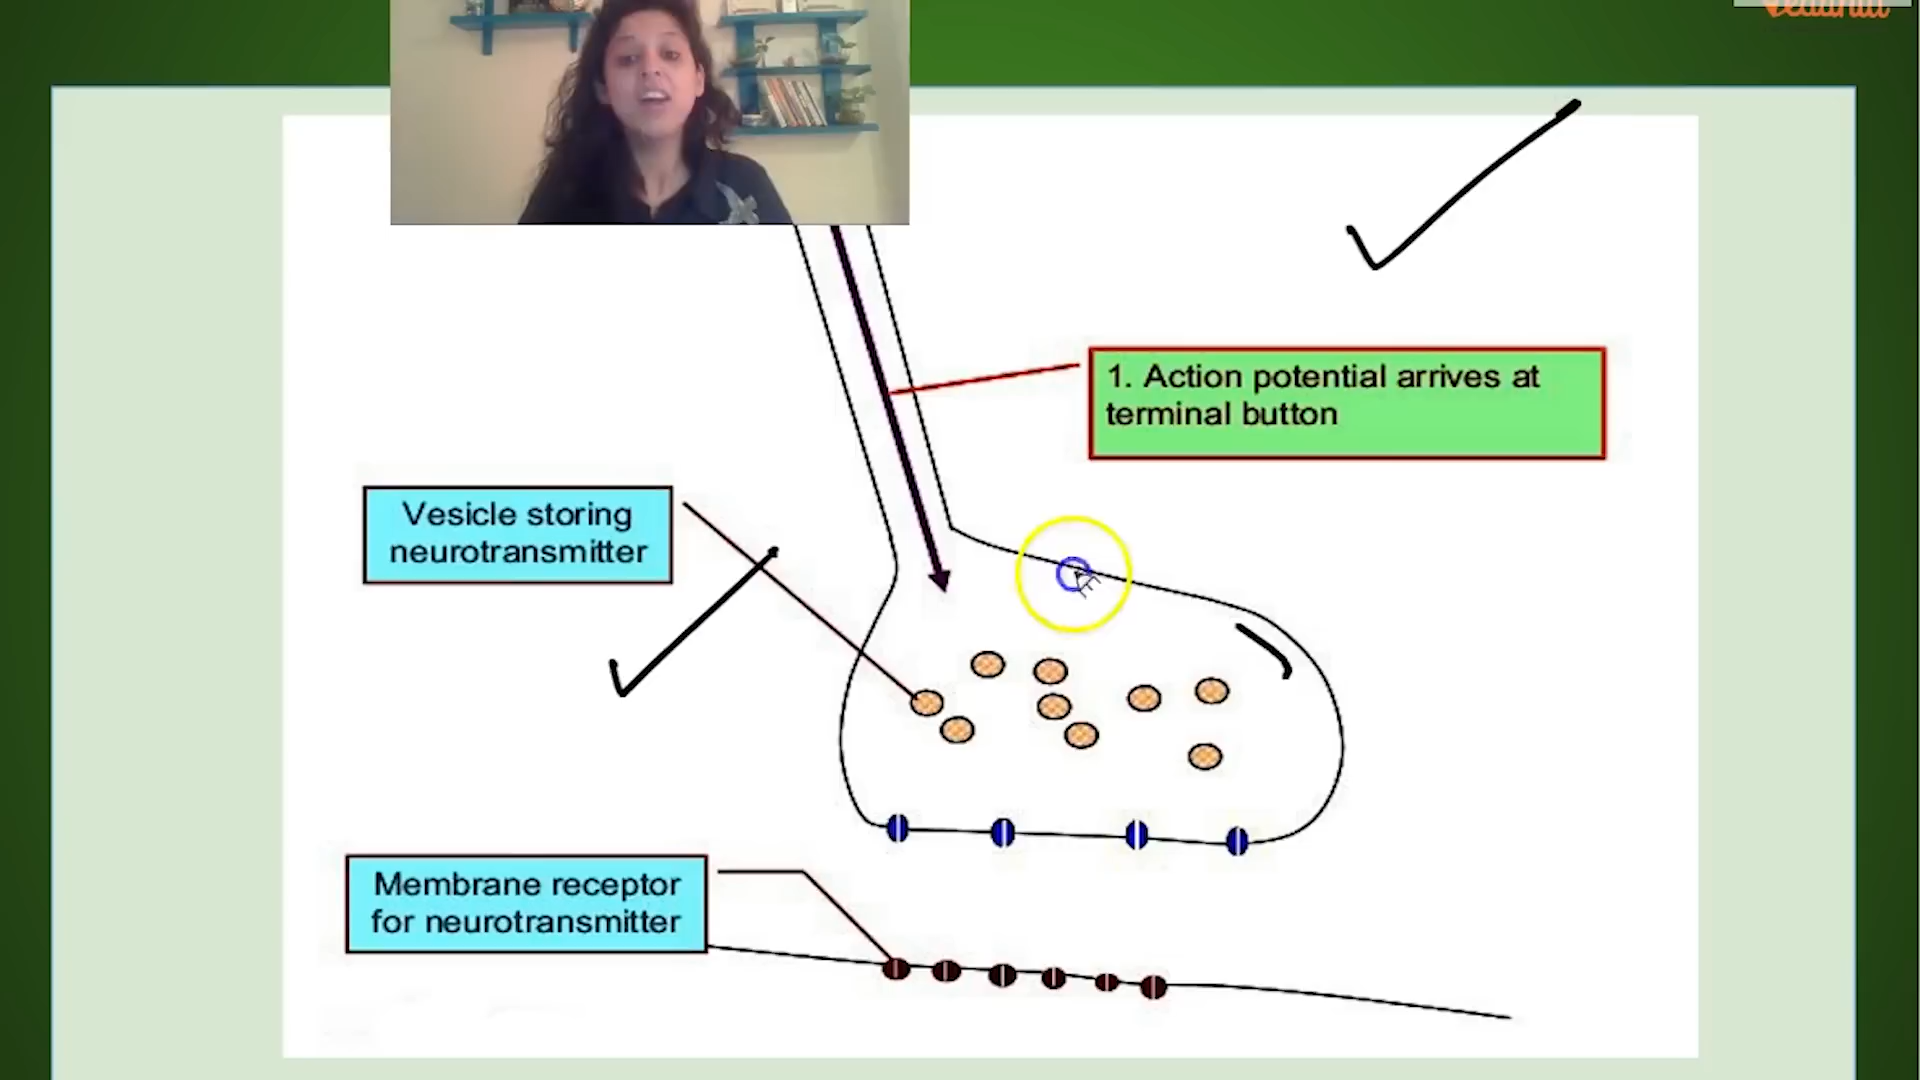 1. Action potential arrives at
terminal button
Vesicle storing
neurotransmitter
Membrane receptor
for neurotransmitter